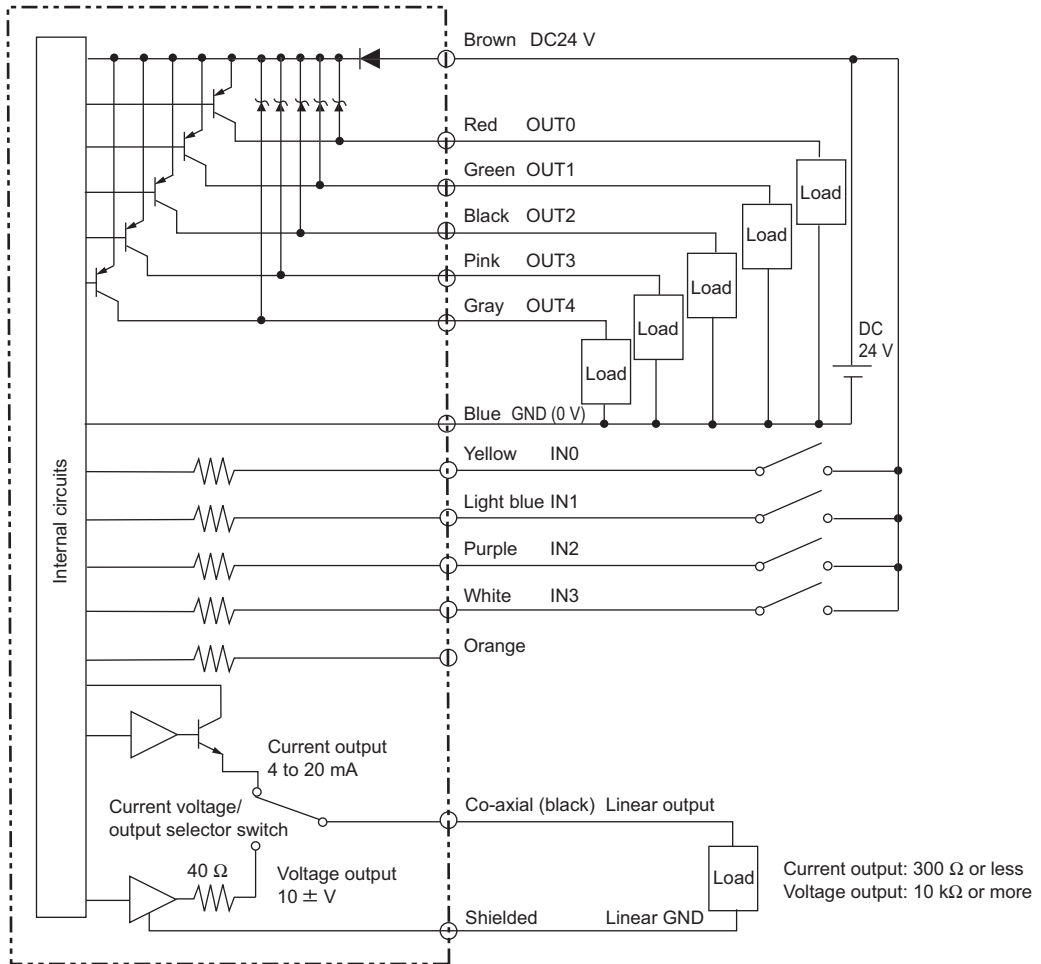 Brown DC24 V
Red OUT0
Green OUT1
Black OUT2
Pink OUT3
Gray OUT4
Load
Load
Load
Load
Load
DC
24 V
Blue GND (0 V)
Internal circuits
Yellow IN0
Light blue IN1
Purple IN2
White IN3
Orange
Current output
4 to 20 mA
Current voltage/
output selector switch
Co-axial (black) Linear output
40 Ω
Voltage output
10 ± V
Load
Current output: 300 Ω or less
Voltage output: 10 kΩ or more
Shielded Linear GND